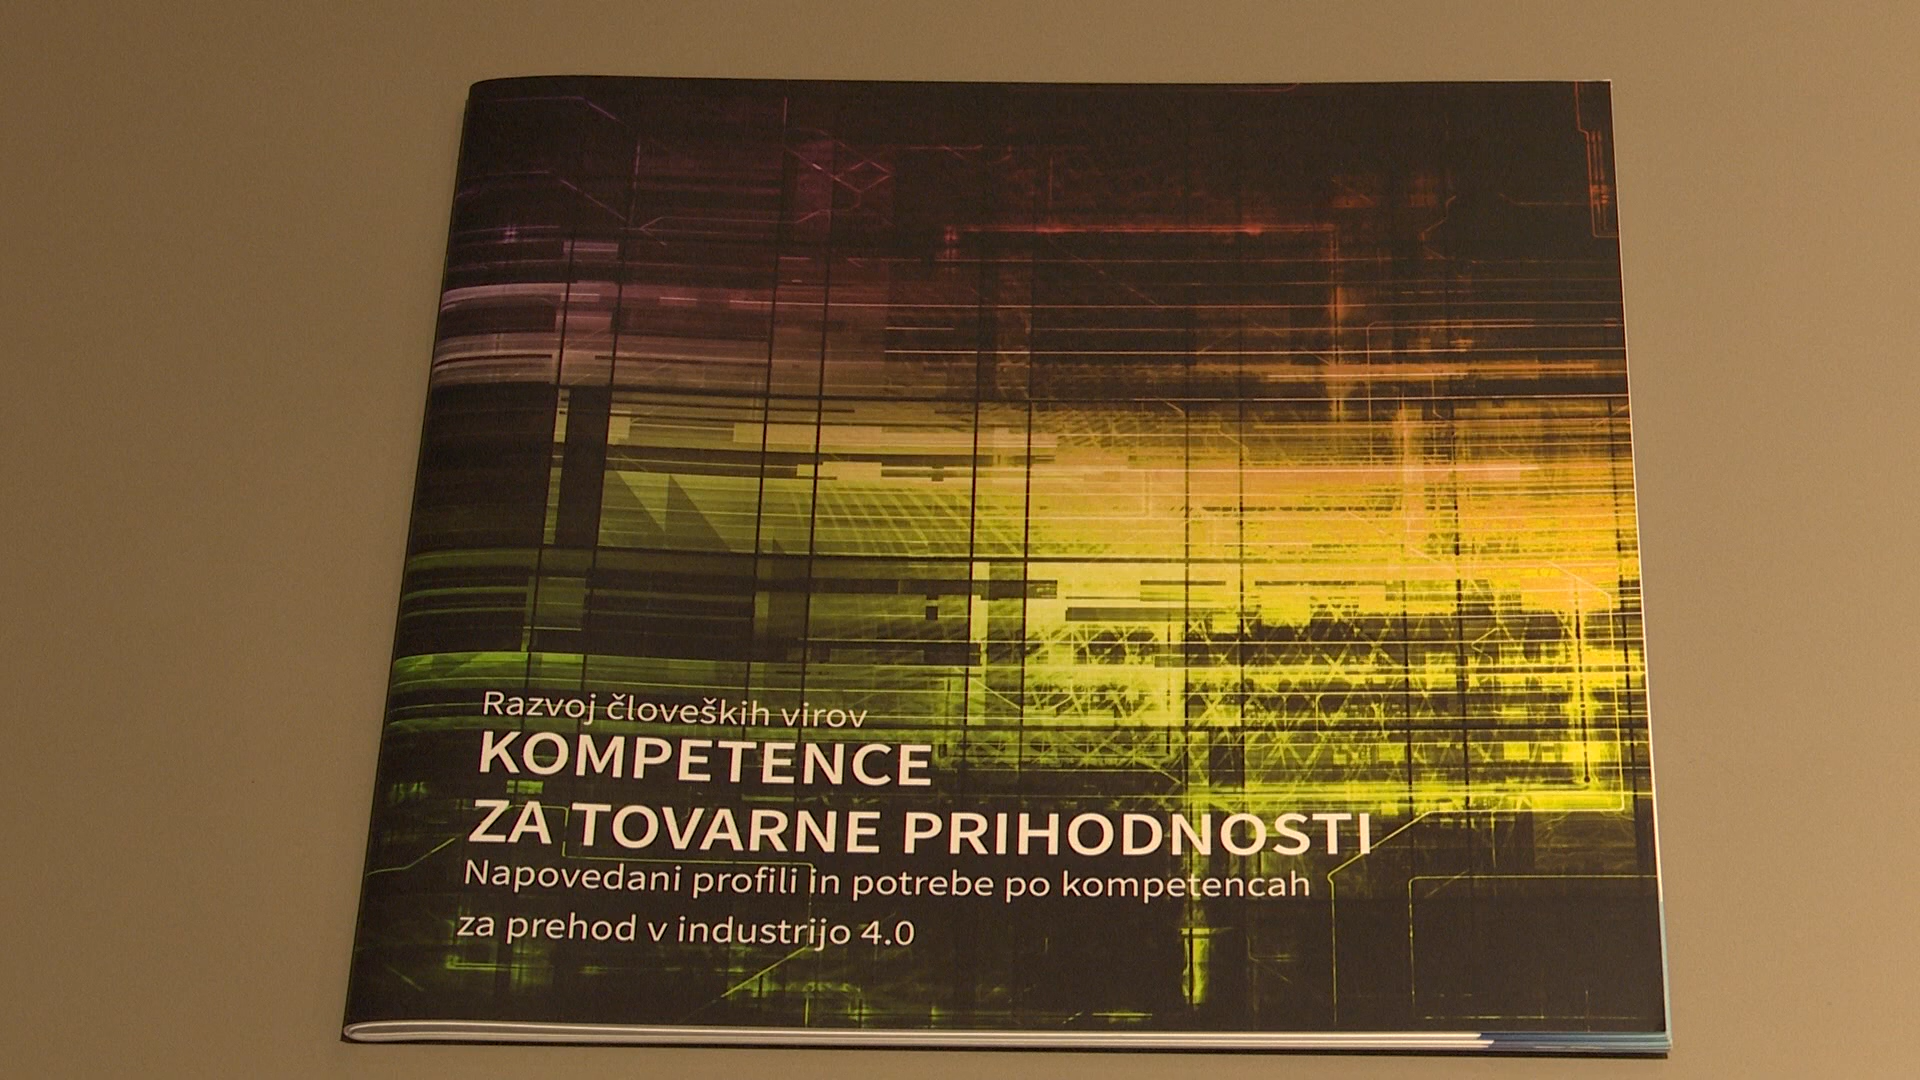 Razvoj človeških virov
KOMPETENCE
ZA TOVARNE PRIHODNOSTI
Napovedani profili in potrebe po kompetencah
za prehod v industrijo 4.0